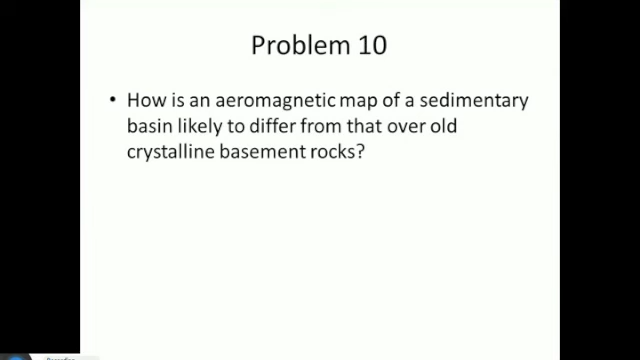 Problem 10
• How is an aeromagnetic map of a sedimentary
basin likely to differ from that over old
crystalline basement rocks?